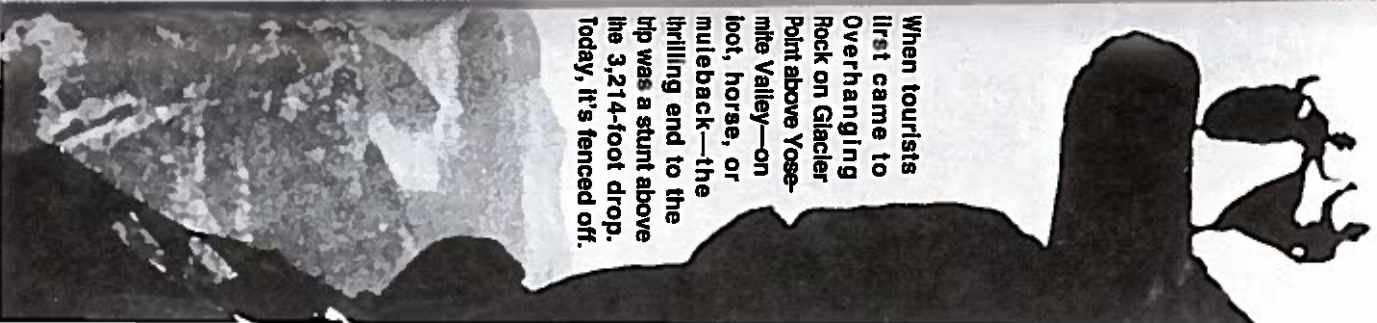 When tourists
first came to
Overhanging
Rock on Glacier
Point above Yose-
mite Valley—on
foot, horse, or
muleback—the
thrilling end to the
trip was a stunt above
the 3,214-foot drop.
Today, it's fenced off.